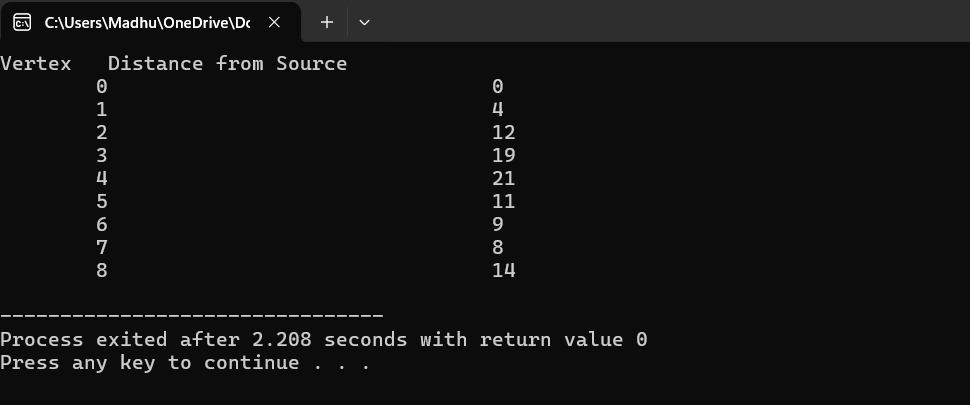 C:\Users\Madhu\OneDrive\Dc
Vertex   Distance from Source
0                                0
1                                4
2                                12
3                                19
4                                21
5                                11
6                                9
7                                8
8                                14
--------------------------------
Process exited after 2.208 seconds with return value 0
Press any key to continue . . .